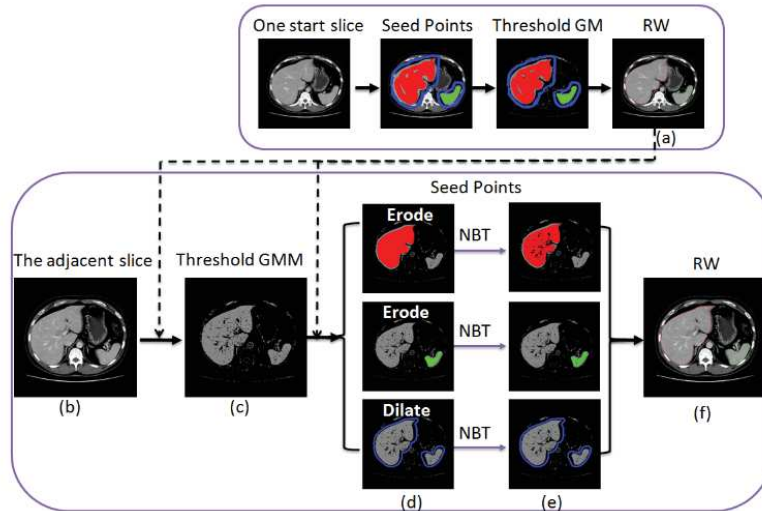 One start slice Seed Points Threshold GM RW
(a)
Seed Points
The adjacent slice Threshold GMM Erode NBT RW
Erode NBT
Dilate NBT
(b) (c) (f)
(d) (e)